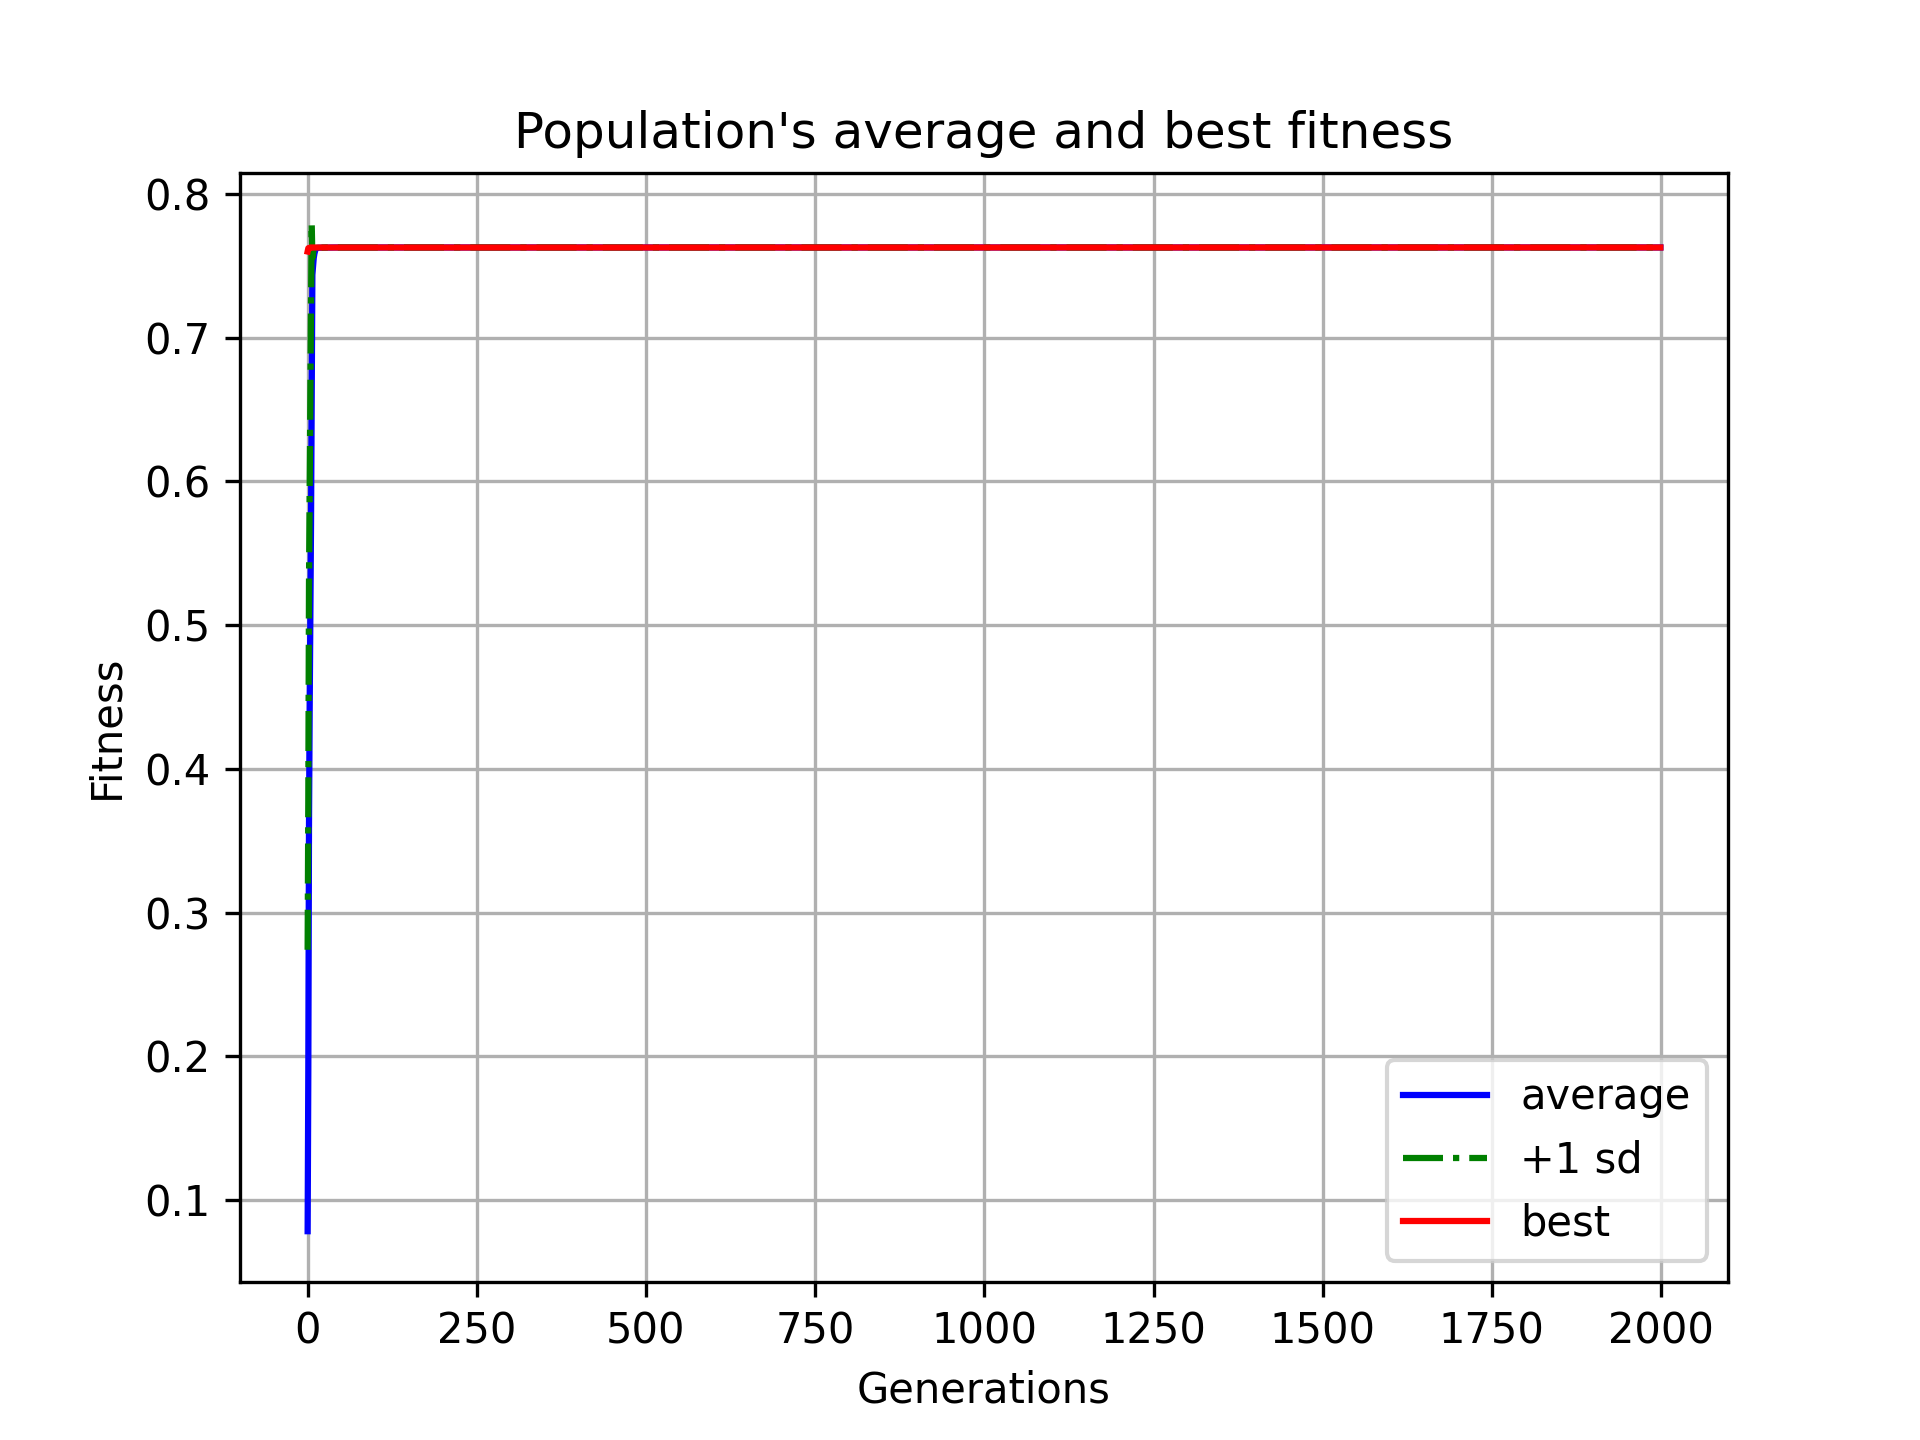 Population's average and best fitness
0.8
0.7
0.6
0.5
0.4
0.3
0.2
0.1
Fitness
average
+1 sd
best
0 250 500 750 1000 1250 1500 1750 2000
Generations